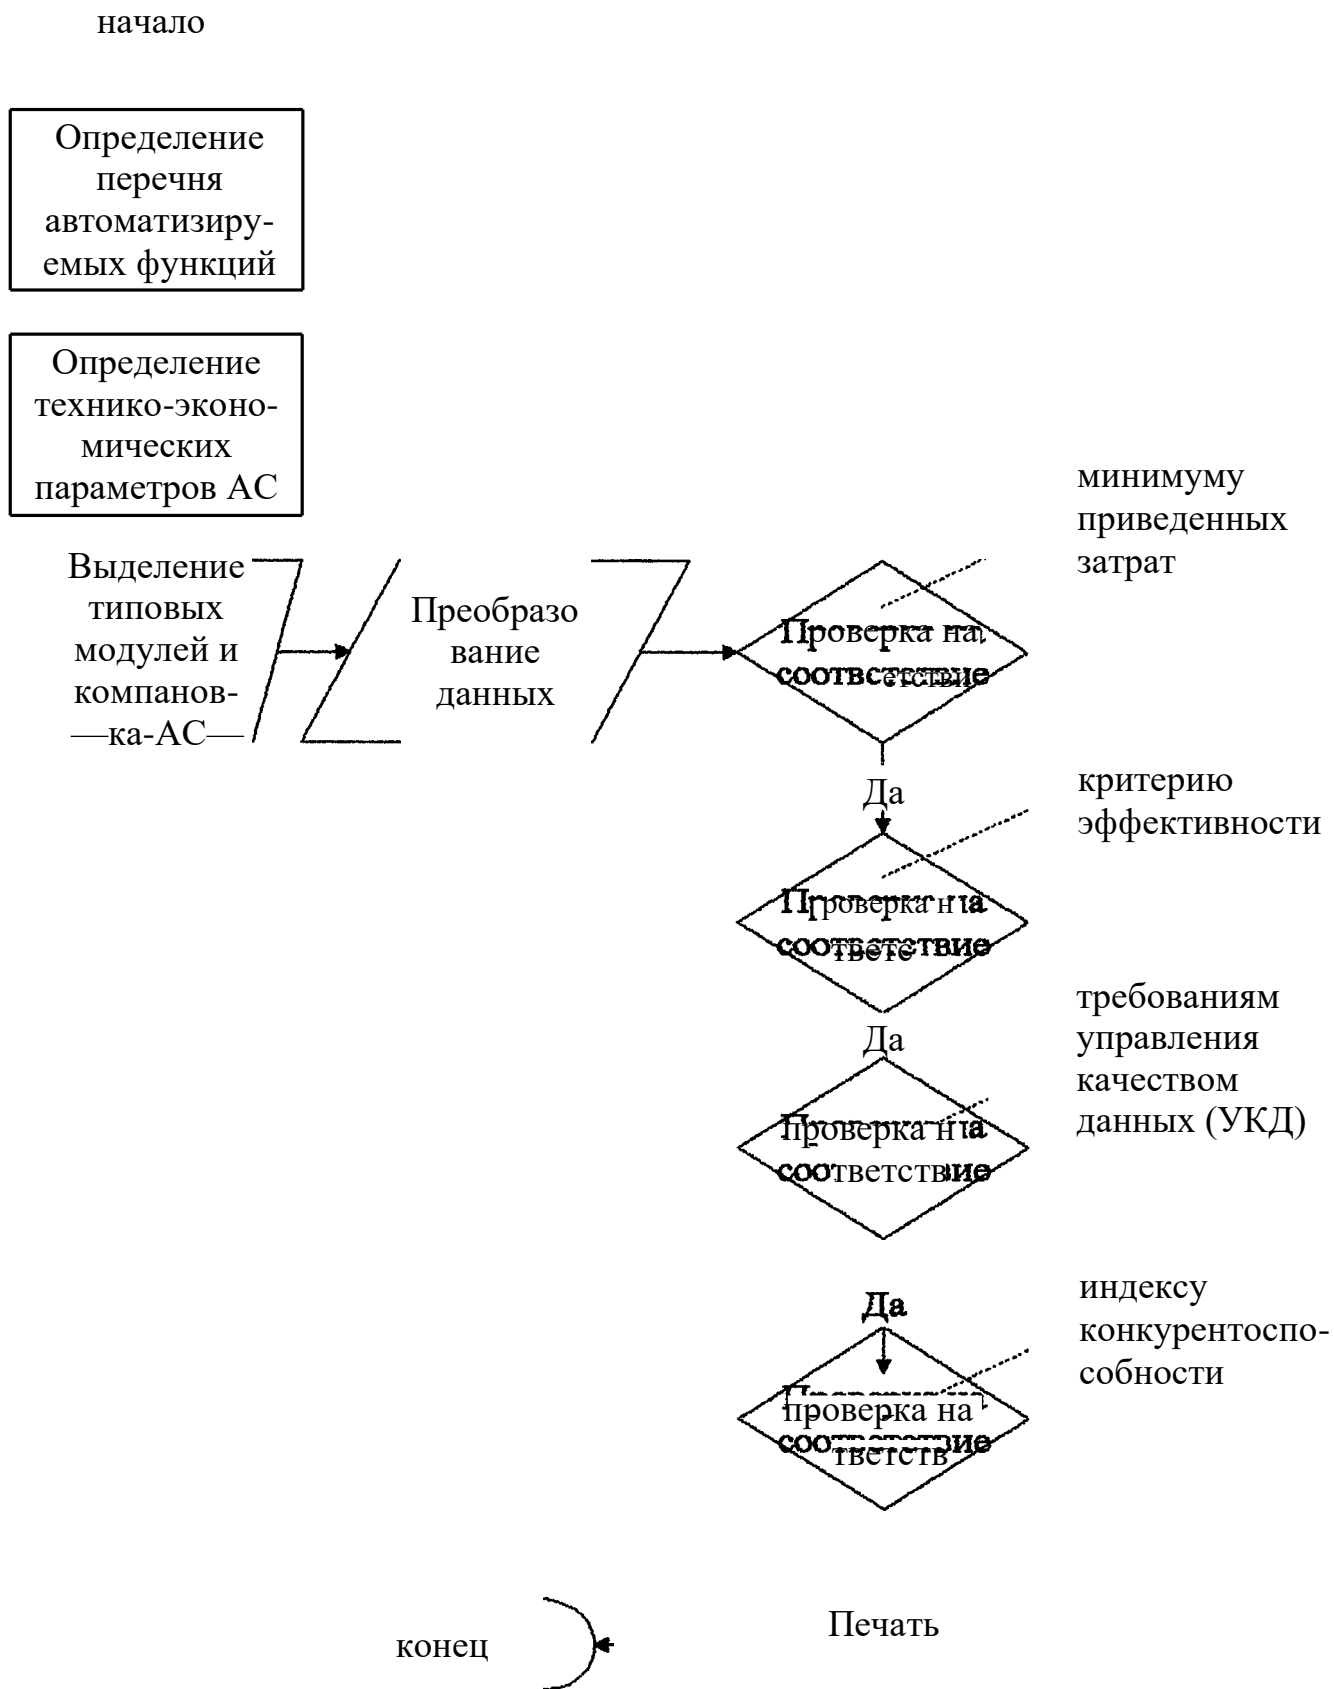 начало
Определение
перечня
автоматизиру-
емых функций
Определение
технико-эконо-
мических
параметров АС
Выделение
типовых
модулей и
компанов-
—ка-АС—
Преобразо
вание
данных
минимуму
приведенных
затрат
Проверка на
соответствие
Да
критерию
эффективности
Проверка на
соответствие
Да
требованиям
управления
качеством
данных (УКД)
проверка на
соответствие
Да
индексу
конкурентоспо-
собности
проверка на
соответствие
Печать
конец